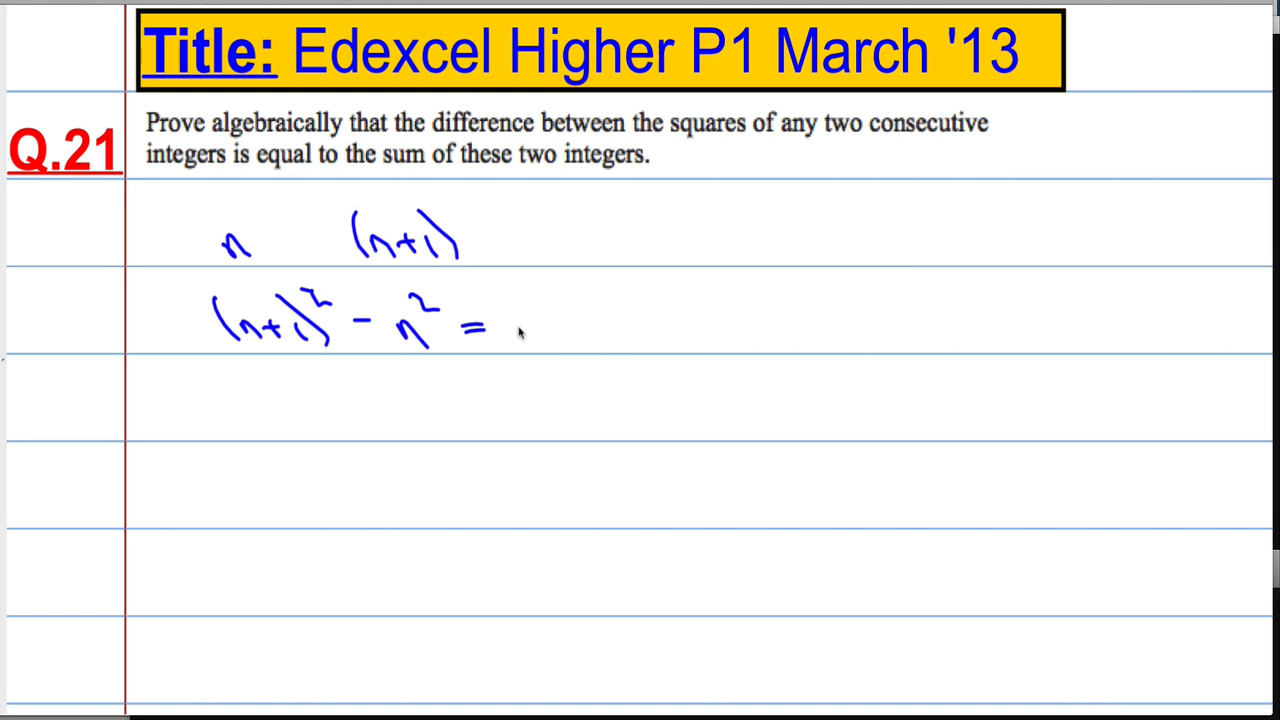 Title: Edexcel Higher P1 March '13
Q.21
Prove algebraically that the difference between the squares of any two consecutive
integers is equal to the sum of these two integers.
n (n+1)
(n+1)² - n² =